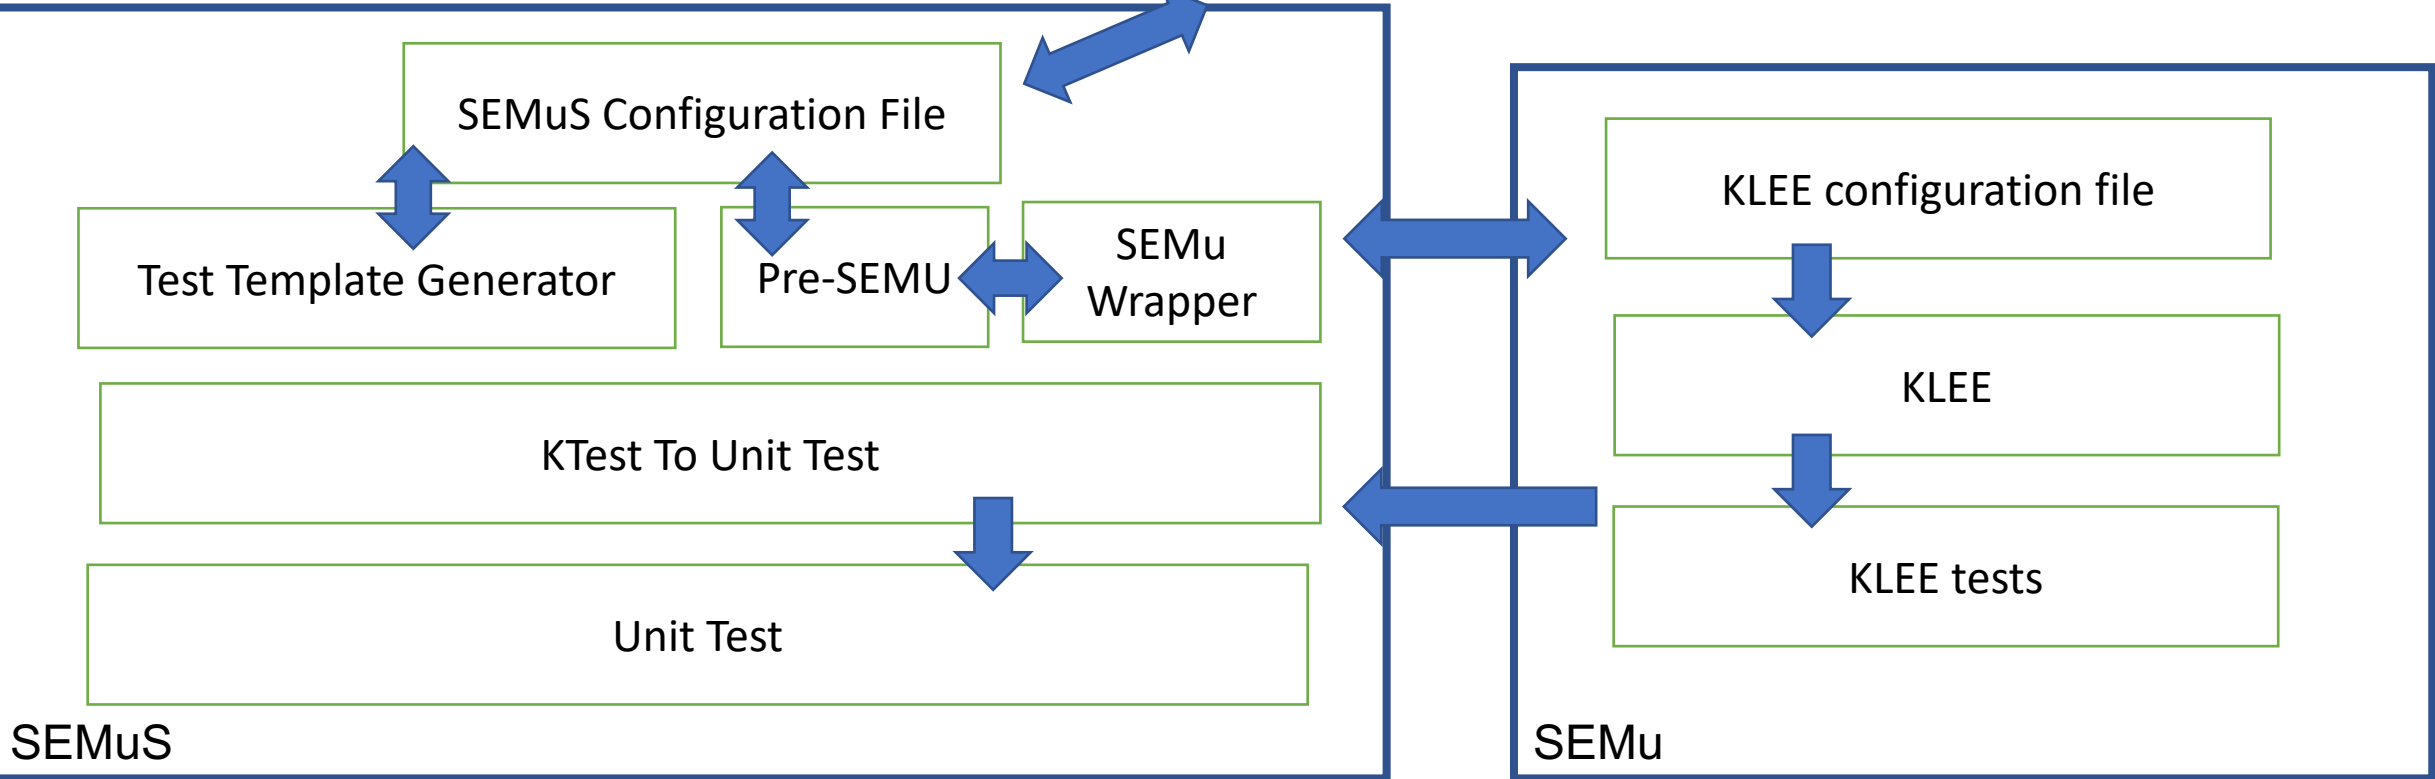 SEMuS Configuration File
Test Template Generator
Pre-SEMU
SEMu
Wrapper
KTest To Unit Test
Unit Test
SEMuS
KLEE configuration file
KLEE
KLEE tests
SEMu